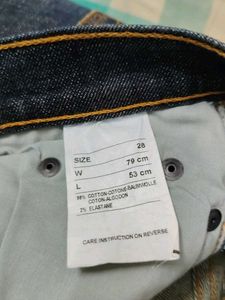 28
SIZE 79 cm
W 53 cm
L
98% COTTON-COTONE-BAUMWOLLE
COTON-ALGODON
2% ELASTANE
CARE INSTRUCTION ON REVERSE